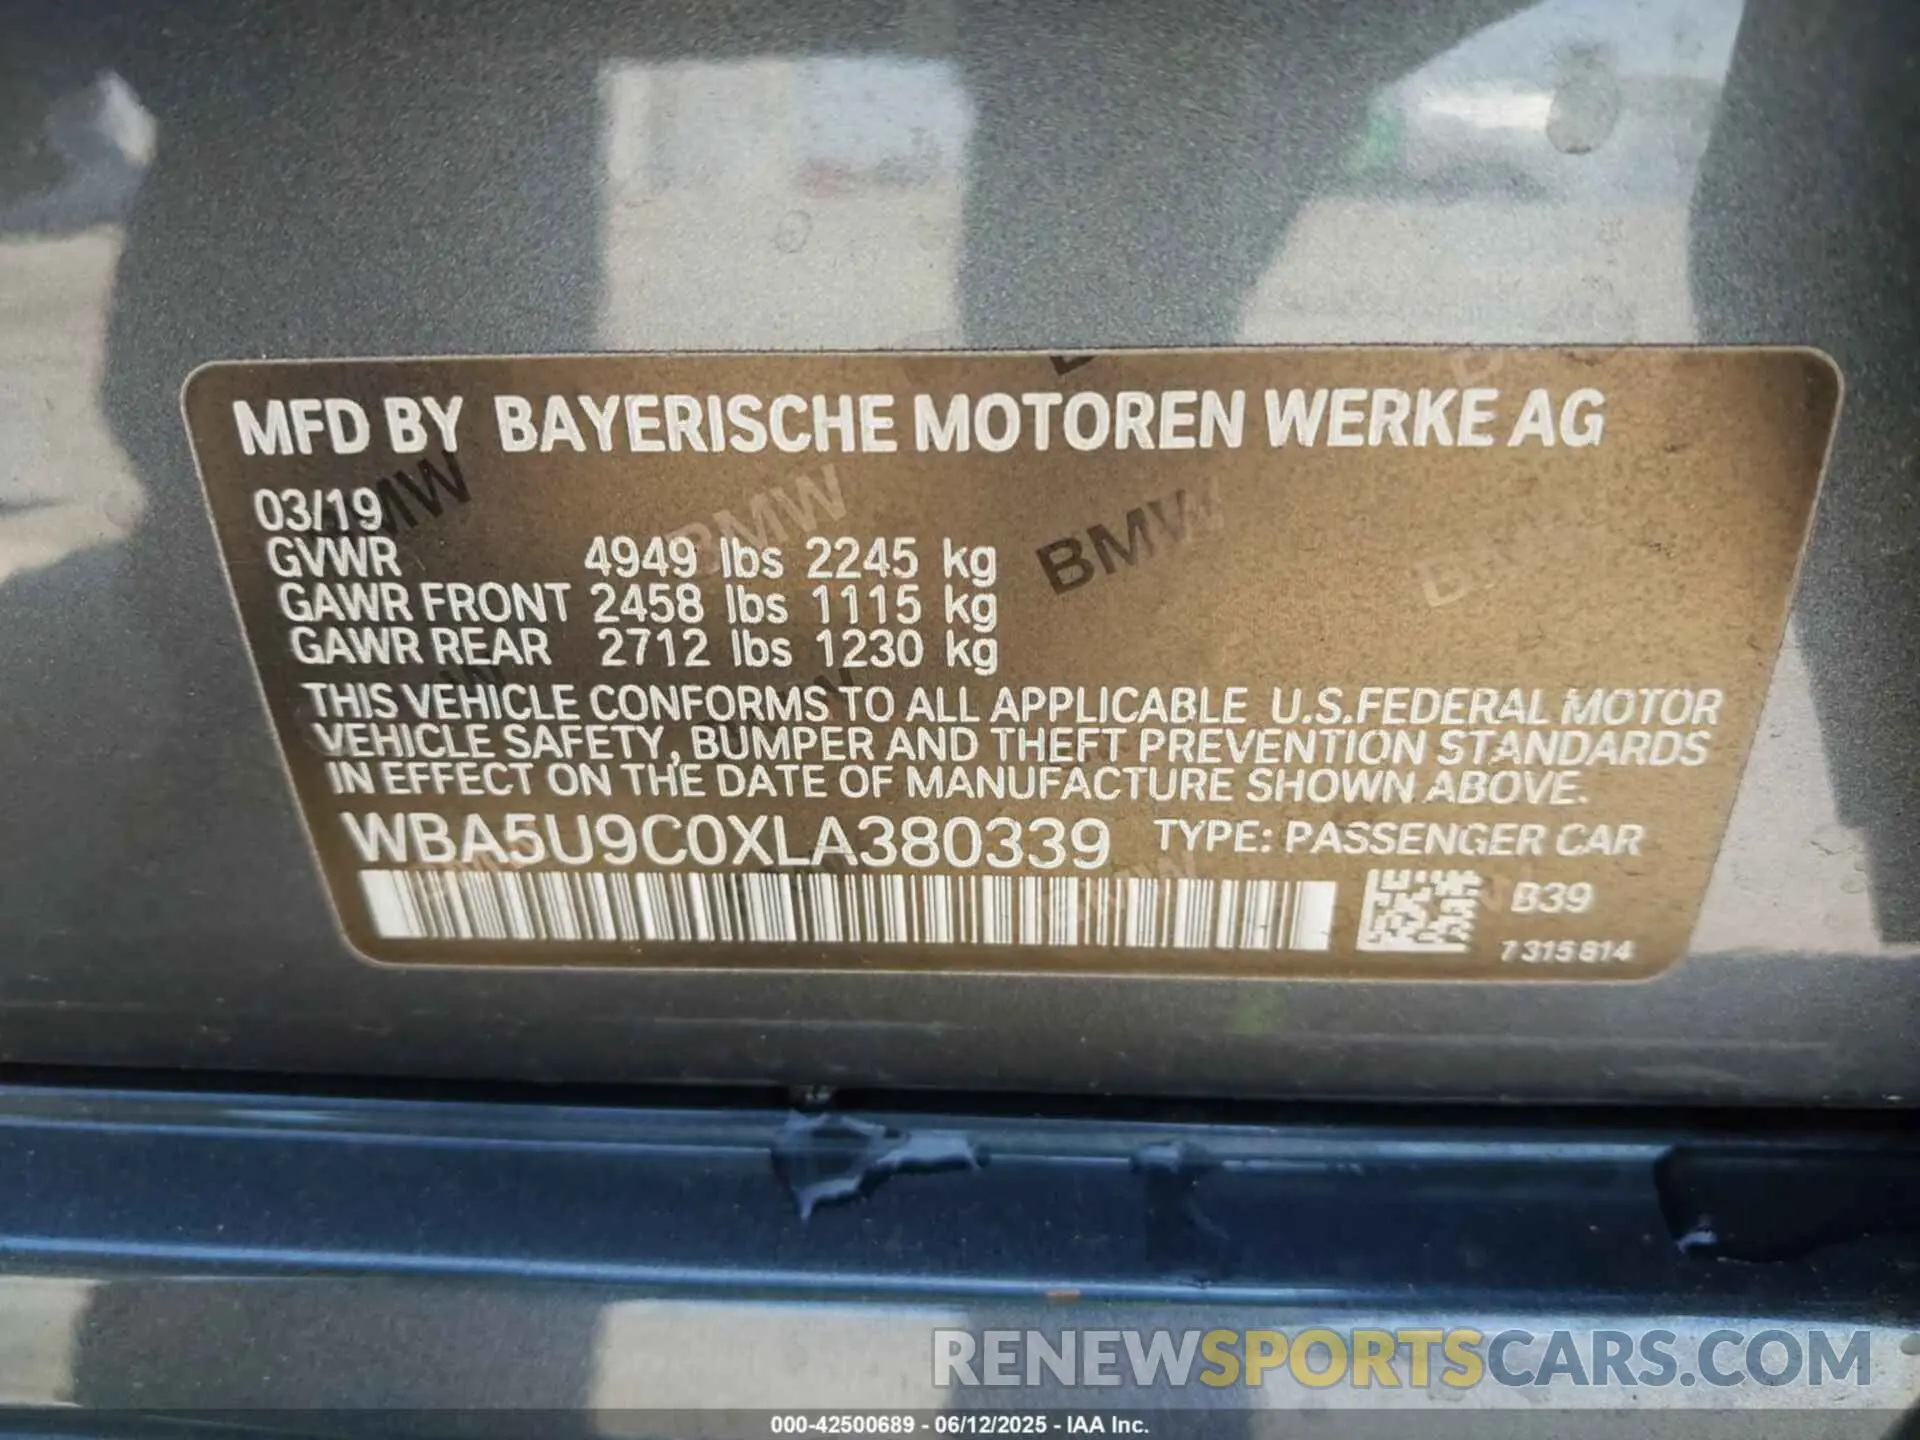 MFD BY BAYERISCHE MOTOREN WERKE AG
03/19
GVWR 4949 lbs 2245 kg
GAWR FRONT 2458 lbs 1115 kg
GAWR REAR 2712 lbs 1230 kg
THIS VEHICLE CONFORMS TO ALL APPLICABLE U.S.FEDERAL MOTOR
VEHICLE SAFETY, BUMPER AND THEFT PREVENTION STANDARDS
IN EFFECT ON THE DATE OF MANUFACTURE SHOWN ABOVE.
WBA5U9C0XLA380339 TYPE: PASSENGER CAR
B39
7 315 814
BMW BMW BMW BMW
RENEWSPORTSCARS.COM
000-42500689 - 06/12/2025 - IAA Inc.